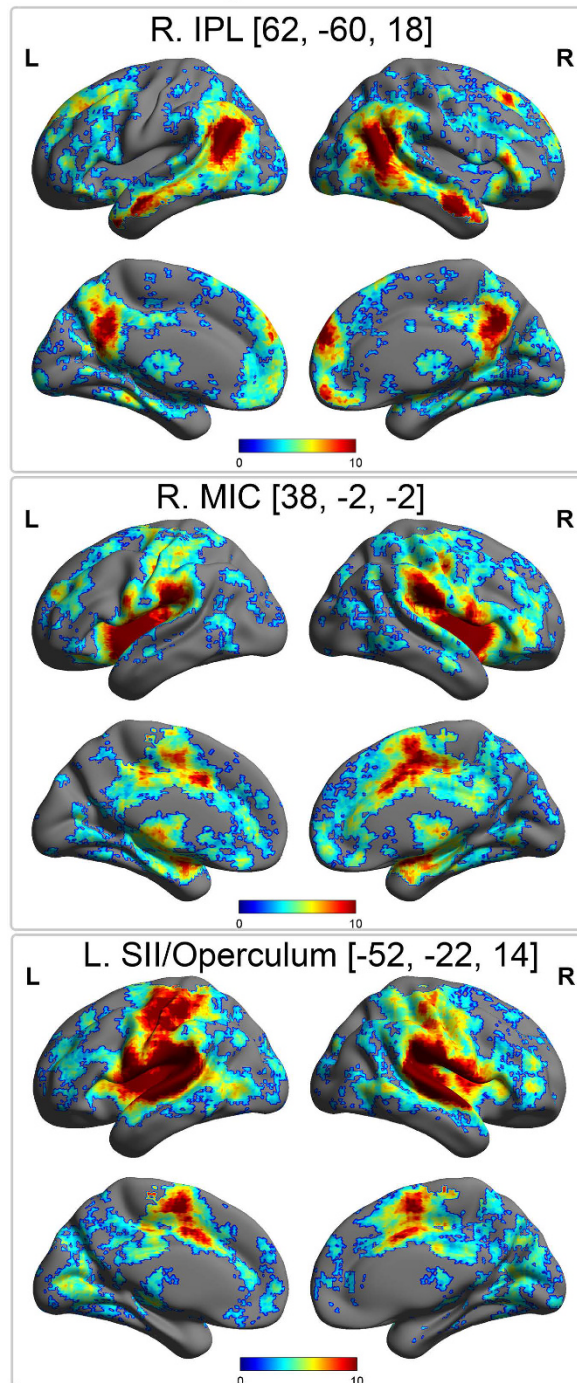 R. IPL [62, -60, 18]
L R
0 10
R. MIC [38, -2, -2]
L R
0 10
L. SII/Operculum [-52, -22, 14]
L R
0 10